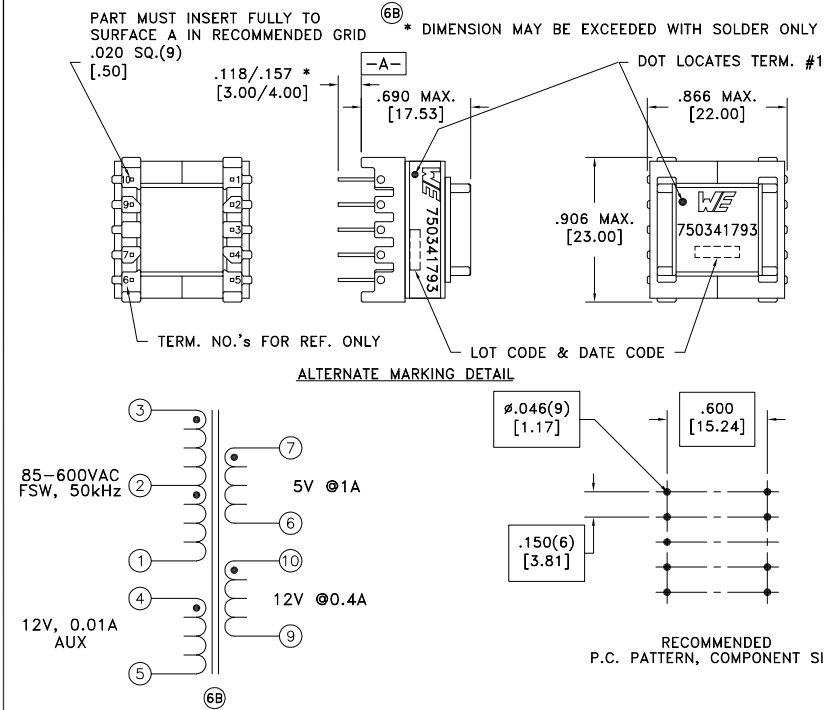 PART MUST INSERT FULLY TO
SURFACE A IN RECOMMENDED GRID
.020 SQ.(9)
[.50]
6B
* DIMENSION MAY BE EXCEEDED WITH SOLDER ONLY
-A-
DOT LOCATES TERM. #1
.118/.157 *
[3.00/4.00]
.690 MAX.
[17.53]
.866 MAX.
[22.00]
10
1
9
2
3
7
4
6
5
WE
750341793
.906 MAX.
[23.00]
WE
750341793
TERM. NO.'s FOR REF. ONLY
LOT CODE & DATE CODE
ALTERNATE MARKING DETAIL
3
85-600VAC
FSW, 50kHz
2
1
4
12V, 0.01A
AUX
5
7
5V @1A
6
10
12V @0.4A
9
6B
ø.046(9)
[1.17]
.600
[15.24]
.150(6)
[3.81]
RECOMMENDED
P.C. PATTERN, COMPONENT SI